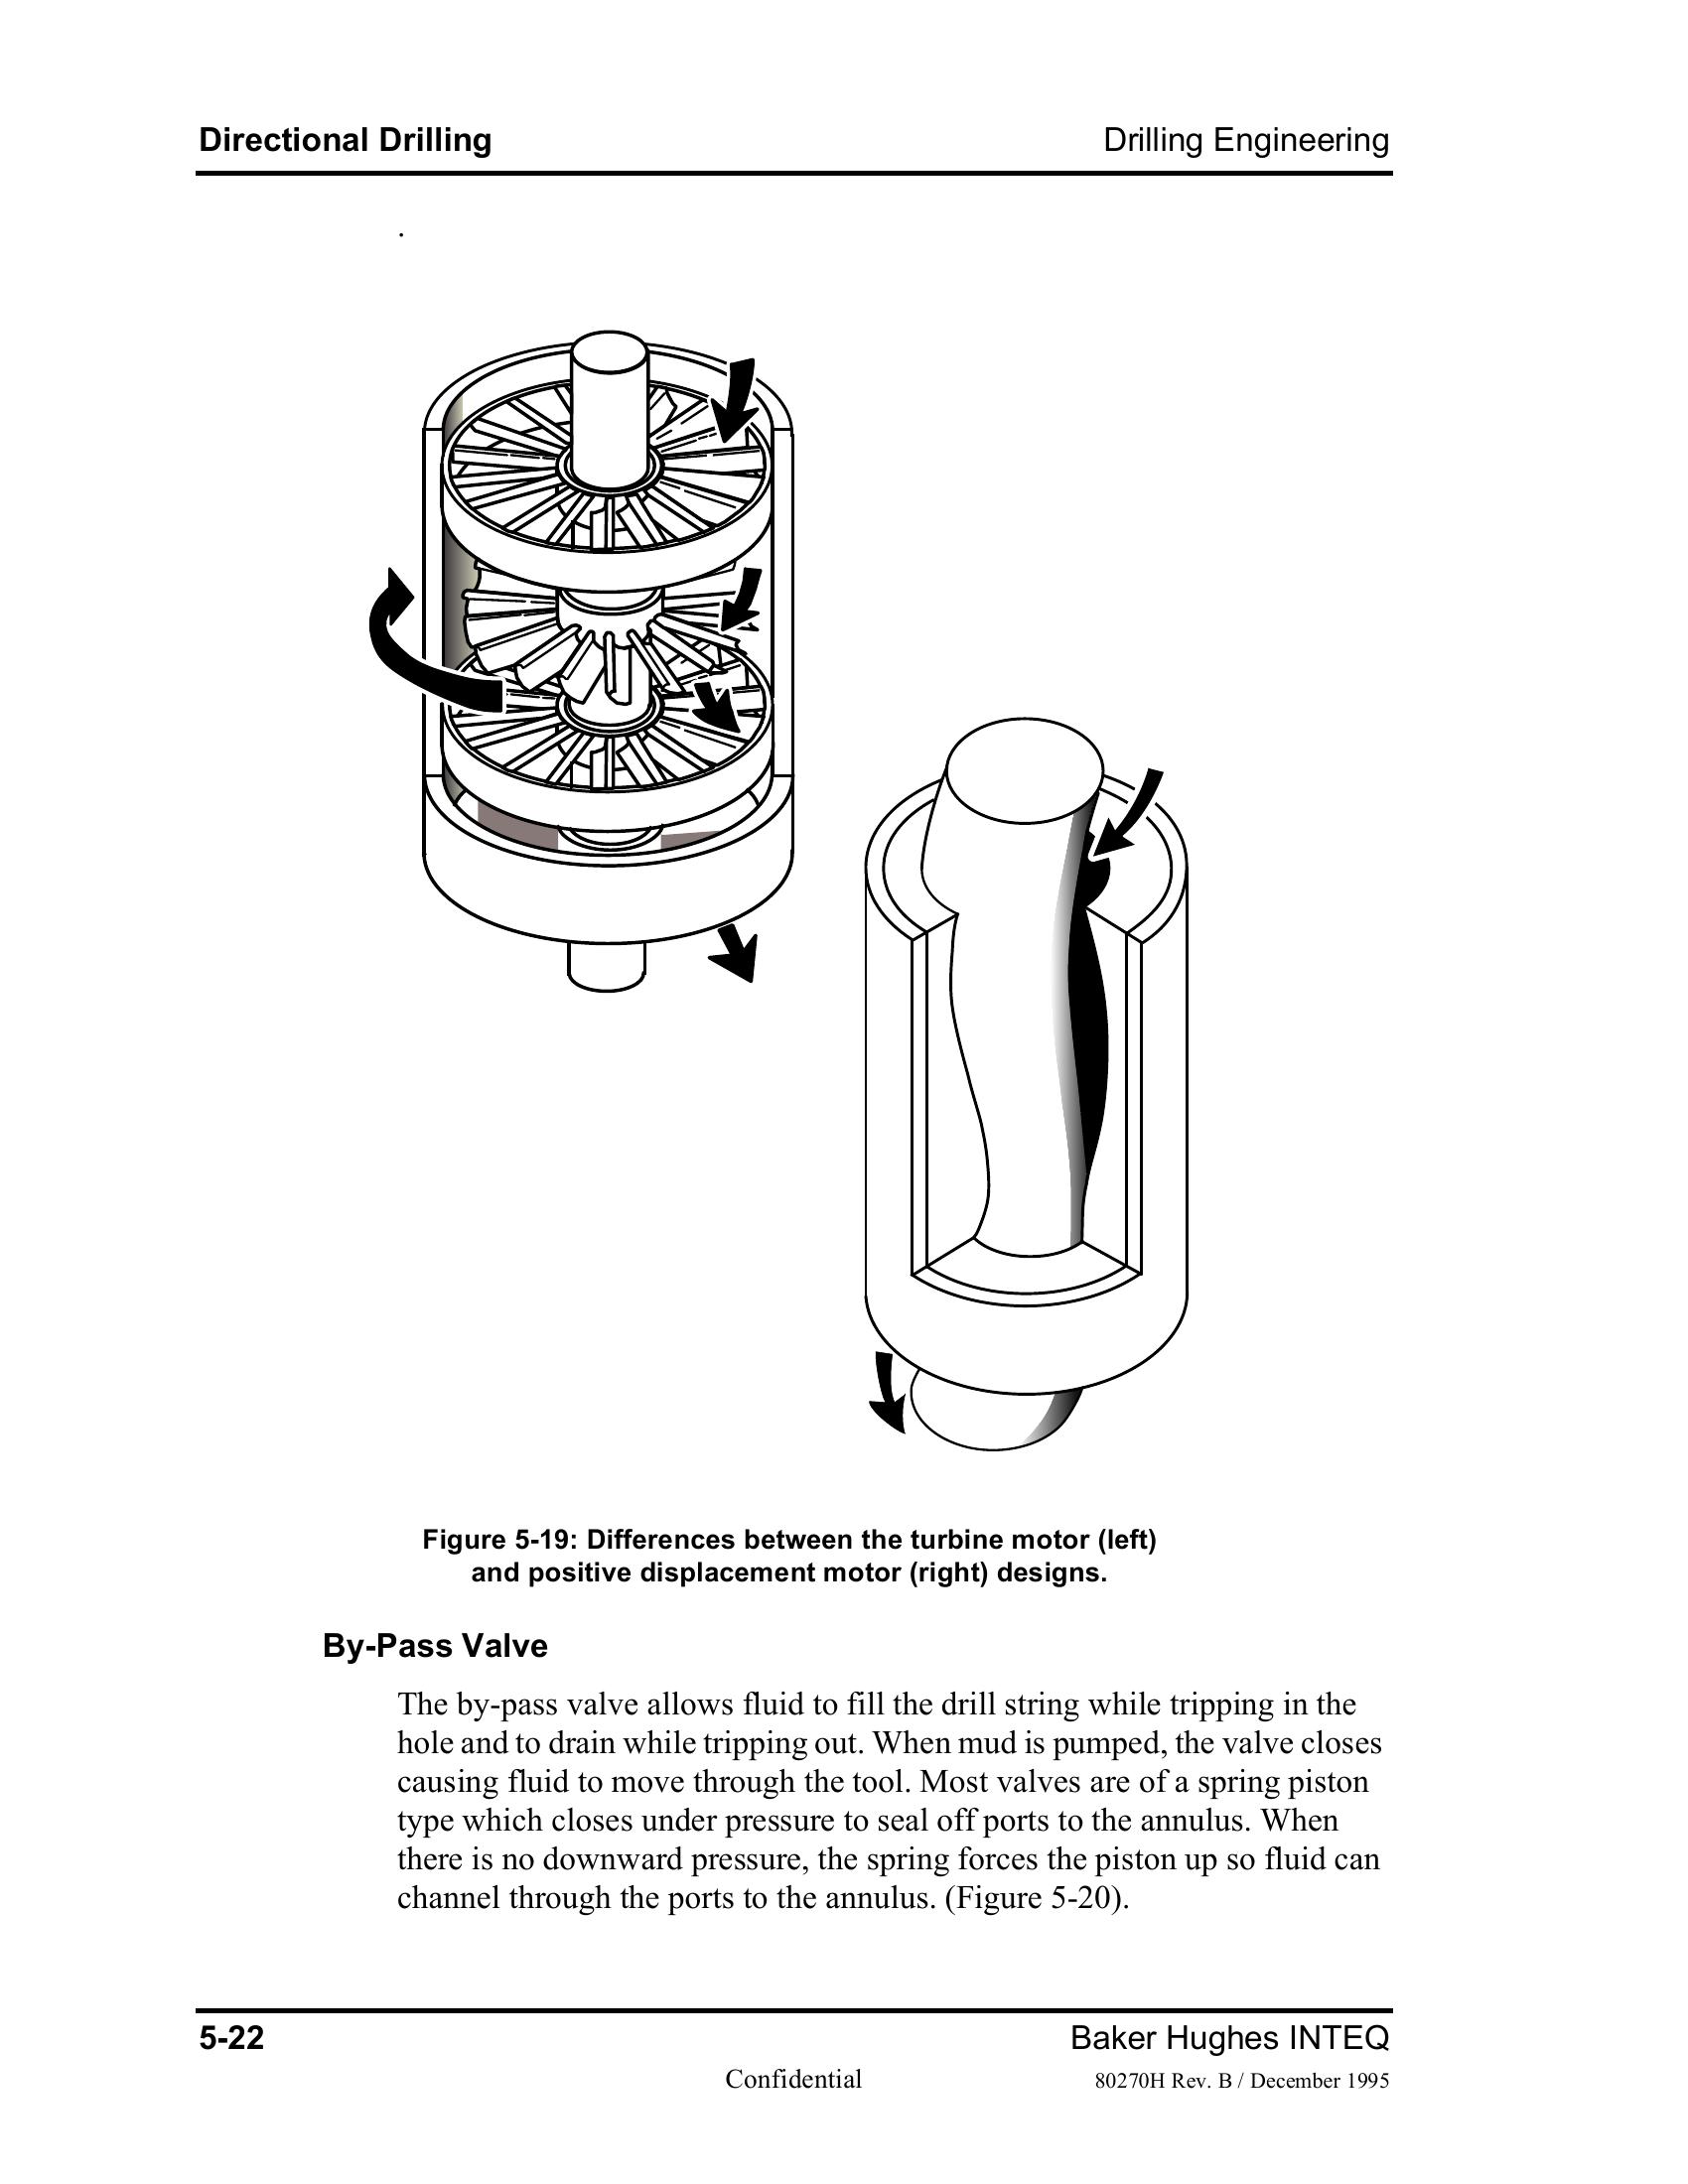 Directional Drilling Drilling Engineering
.
Figure 5-19: Differences between the turbine motor (left)
and positive displacement motor (right) designs.
By-Pass Valve
The by-pass valve allows fluid to fill the drill string while tripping in the
hole and to drain while tripping out. When mud is pumped, the valve closes
causing fluid to move through the tool. Most valves are of a spring piston
type which closes under pressure to seal off ports to the annulus. When
there is no downward pressure, the spring forces the piston up so fluid can
channel through the ports to the annulus. (Figure 5-20).
5-22 Baker Hughes INTEQ
Confidential 80270H Rev. B / December 1995